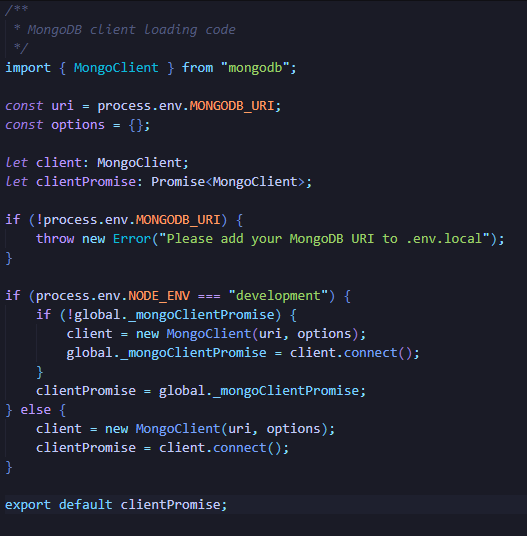 /**
 * MongoDB client loading code
 */
import { MongoClient } from "mongodb";

const uri = process.env.MONGODB_URI;
const options = {};

let client: MongoClient;
let clientPromise: Promise<MongoClient>;

if (!process.env.MONGODB_URI) {
    throw new Error("Please add your MongoDB URI to .env.local");
}

if (process.env.NODE_ENV === "development") {
    if (!global._mongoClientPromise) {
        client = new MongoClient(uri, options);
        global._mongoClientPromise = client.connect();
    }
    clientPromise = global._mongoClientPromise;
} else {
    client = new MongoClient(uri, options);
    clientPromise = client.connect();
}

export default clientPromise;